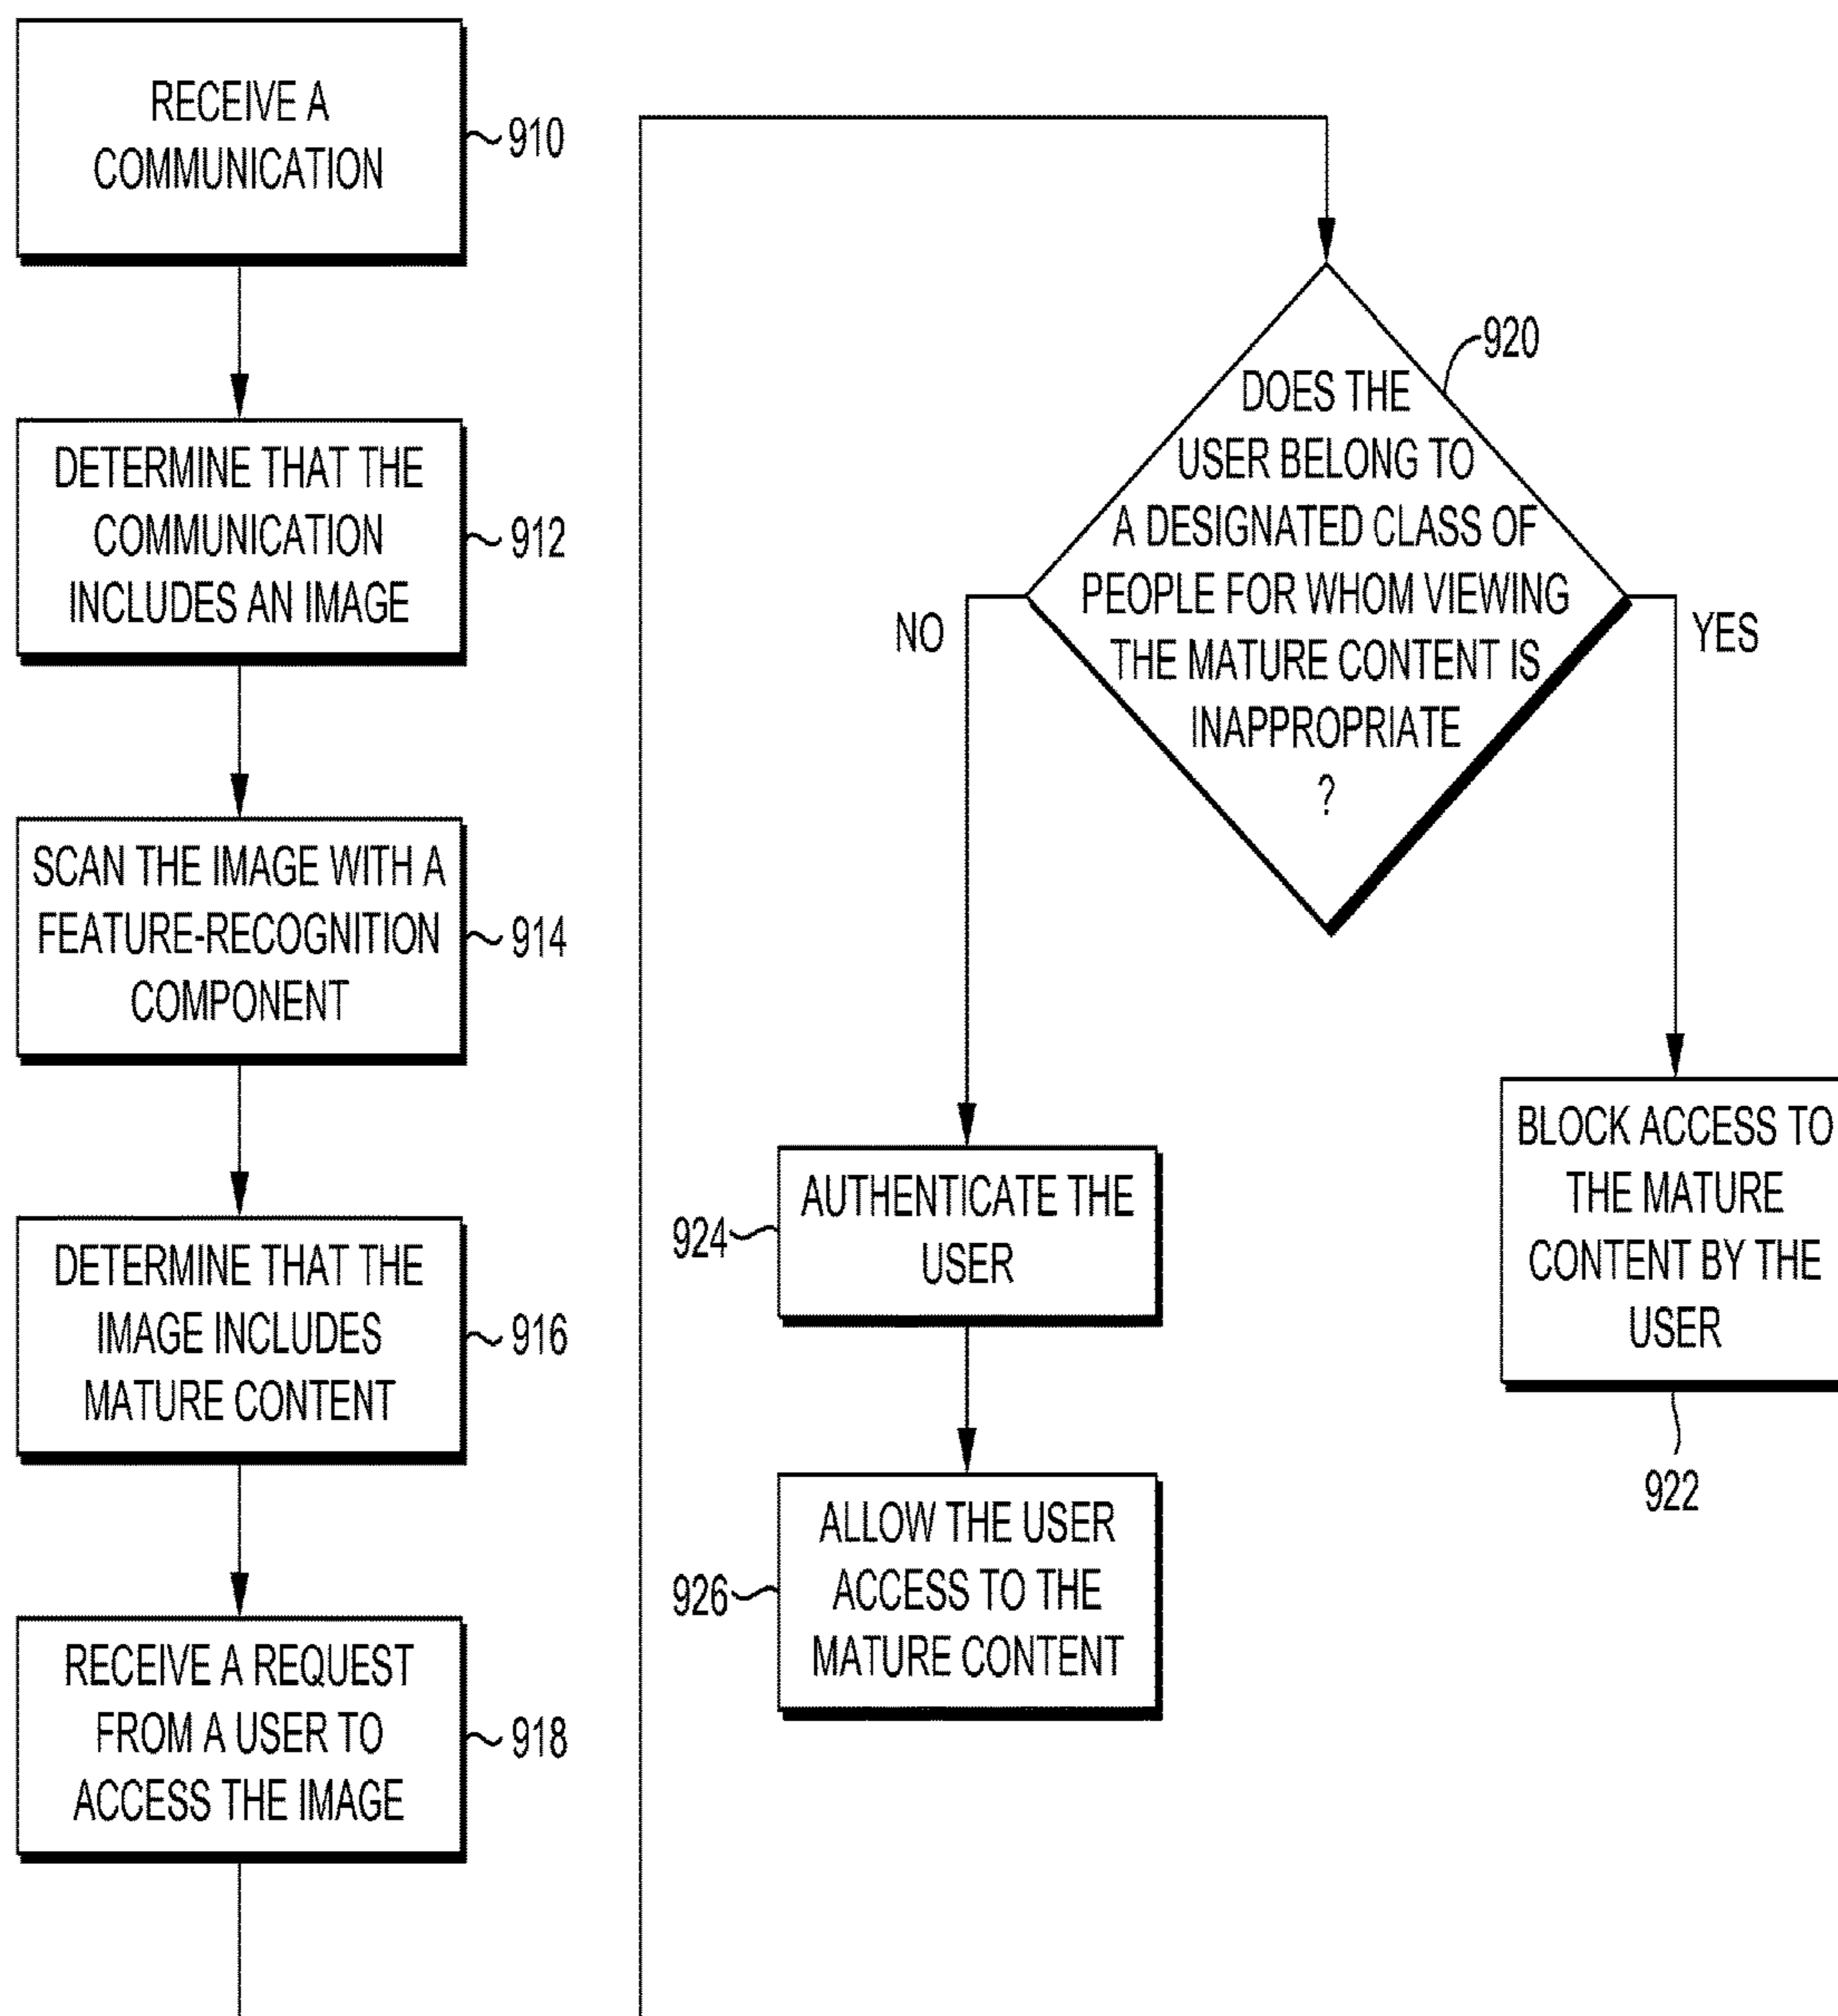 RECEIVE A
COMMUNICATION
910
DETERMINE THAT THE
COMMUNICATION
INCLUDES AN IMAGE
912
SCAN THE IMAGE WITH A
FEATURE-RECOGNITION
COMPONENT
914
DETERMINE THAT THE
IMAGE INCLUDES
MATURE CONTENT
916
RECEIVE A REQUEST
FROM A USER TO
ACCESS THE IMAGE
918
920
DOES THE
USER BELONG TO
A DESIGNATED CLASS OF
PEOPLE FOR WHOM VIEWING
THE MATURE CONTENT IS
INAPPROPRIATE
?
NO
YES
924
AUTHENTICATE THE
USER
926
ALLOW THE USER
ACCESS TO THE
MATURE CONTENT
BLOCK ACCESS TO
THE MATURE
CONTENT BY THE
USER
922